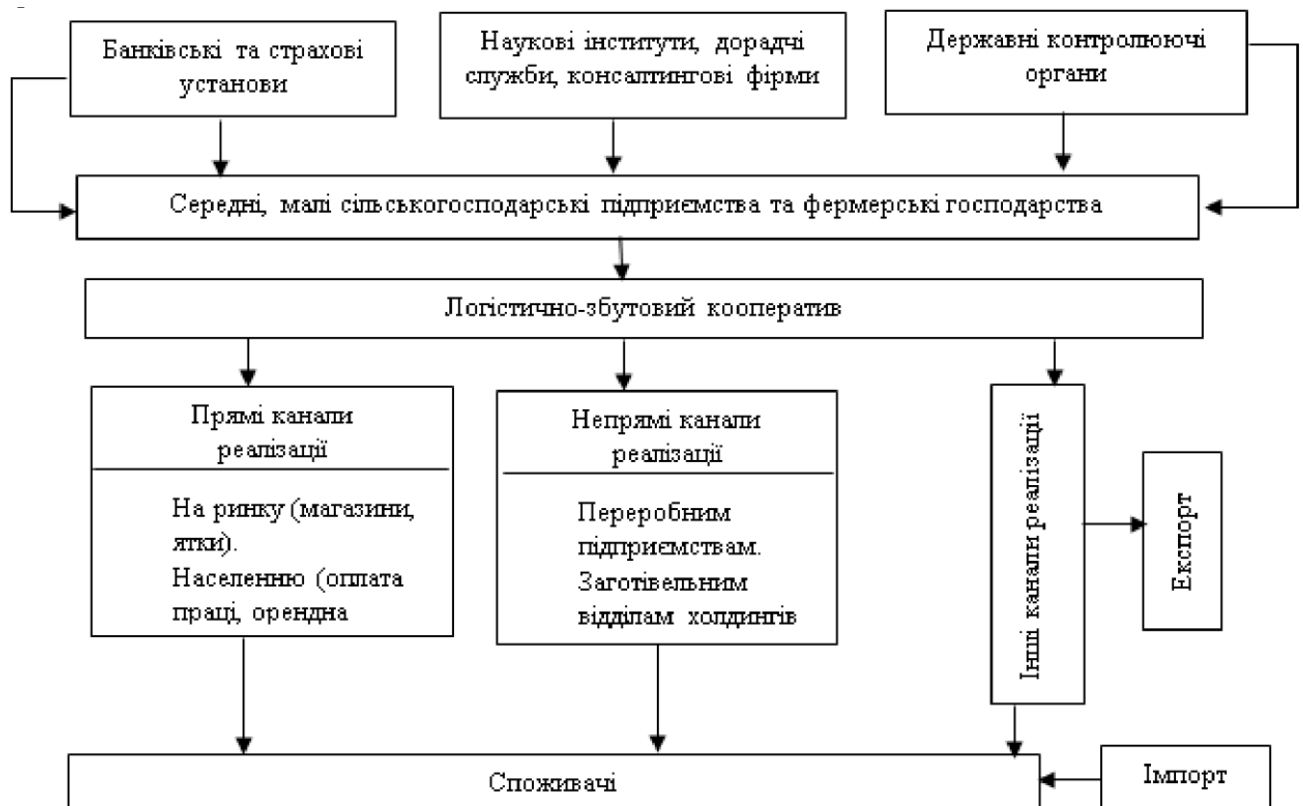 Банківські та страхові
установи
Наукові інститути, дорадчі
служби, консалтингові фірми
Державні контролюючі
органи
Середні, малі сільськогосподарські підприємства та фермерські господарства
Логістично-збутовий кооператив
Прямі канали
реалізації
На ринку (магазини,
ятки).
Населенню (оплата
праці, орендна
Непрямі канали
реалізації
Переробним
підприємствам.
Заготівельним
відділам холдингів
Інші канали реалізації
Експорт
Споживачі
Імпорт